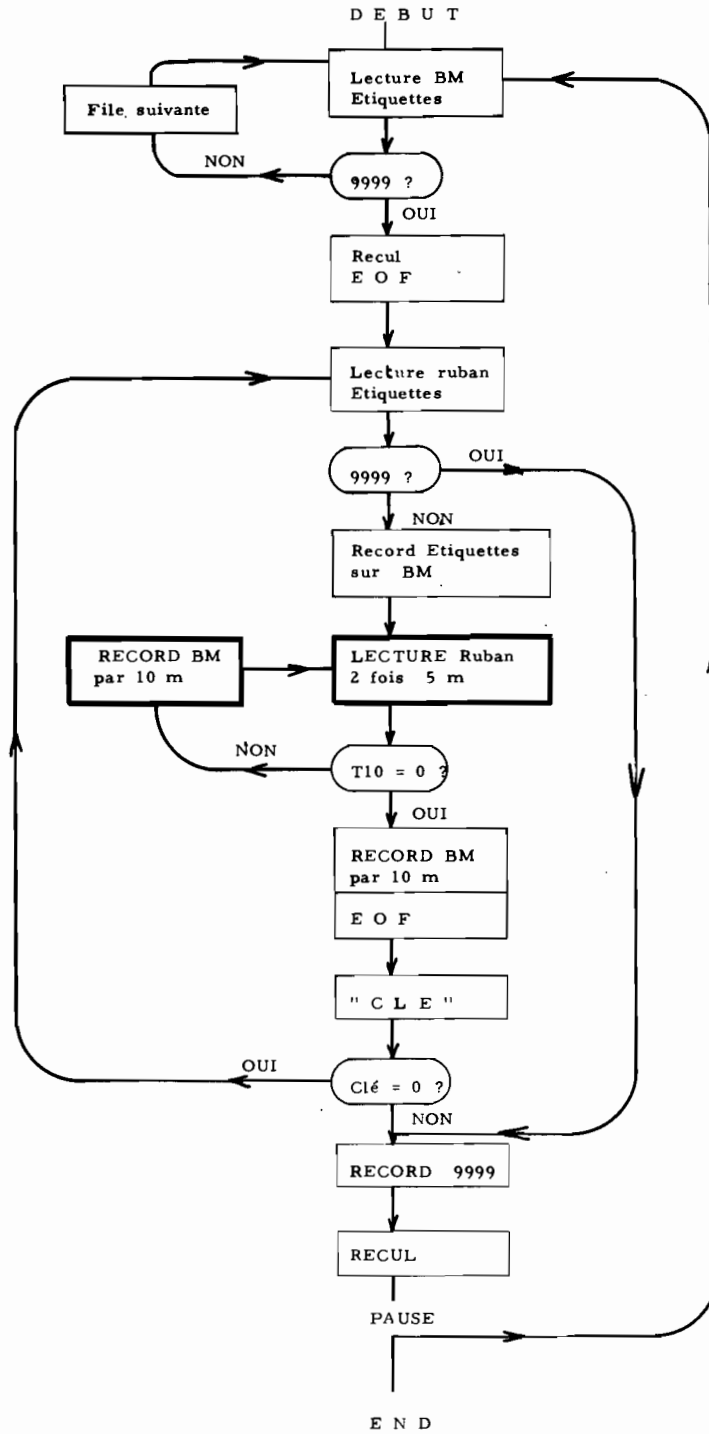 D E B U T
Lecture BM
Etiquettes
File, suivante
NON
9999 ?
OUI
Recul
E O F
Lecture ruban
Etiquettes
9999 ?
OUI
NON
Record Etiquettes
sur BM
RECORD BM
par 10 m
LECTURE Ruban
2 fois 5 m
NON
T10 = 0 ?
OUI
RECORD BM
par 10 m
E O F
" C L E "
OUI
Clé = 0 ?
NON
RECORD 9999
RECUL
PAUSE
E N D